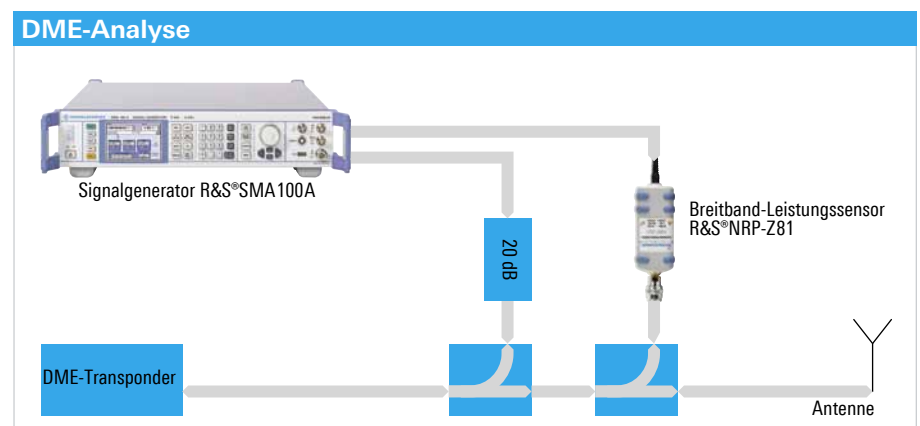 DME-Analyse
Signalgenerator R&S®SMA100A
Breitband-Leistungssensor
R&S®NRP-Z81
20 dB
DME-Transponder
Antenne